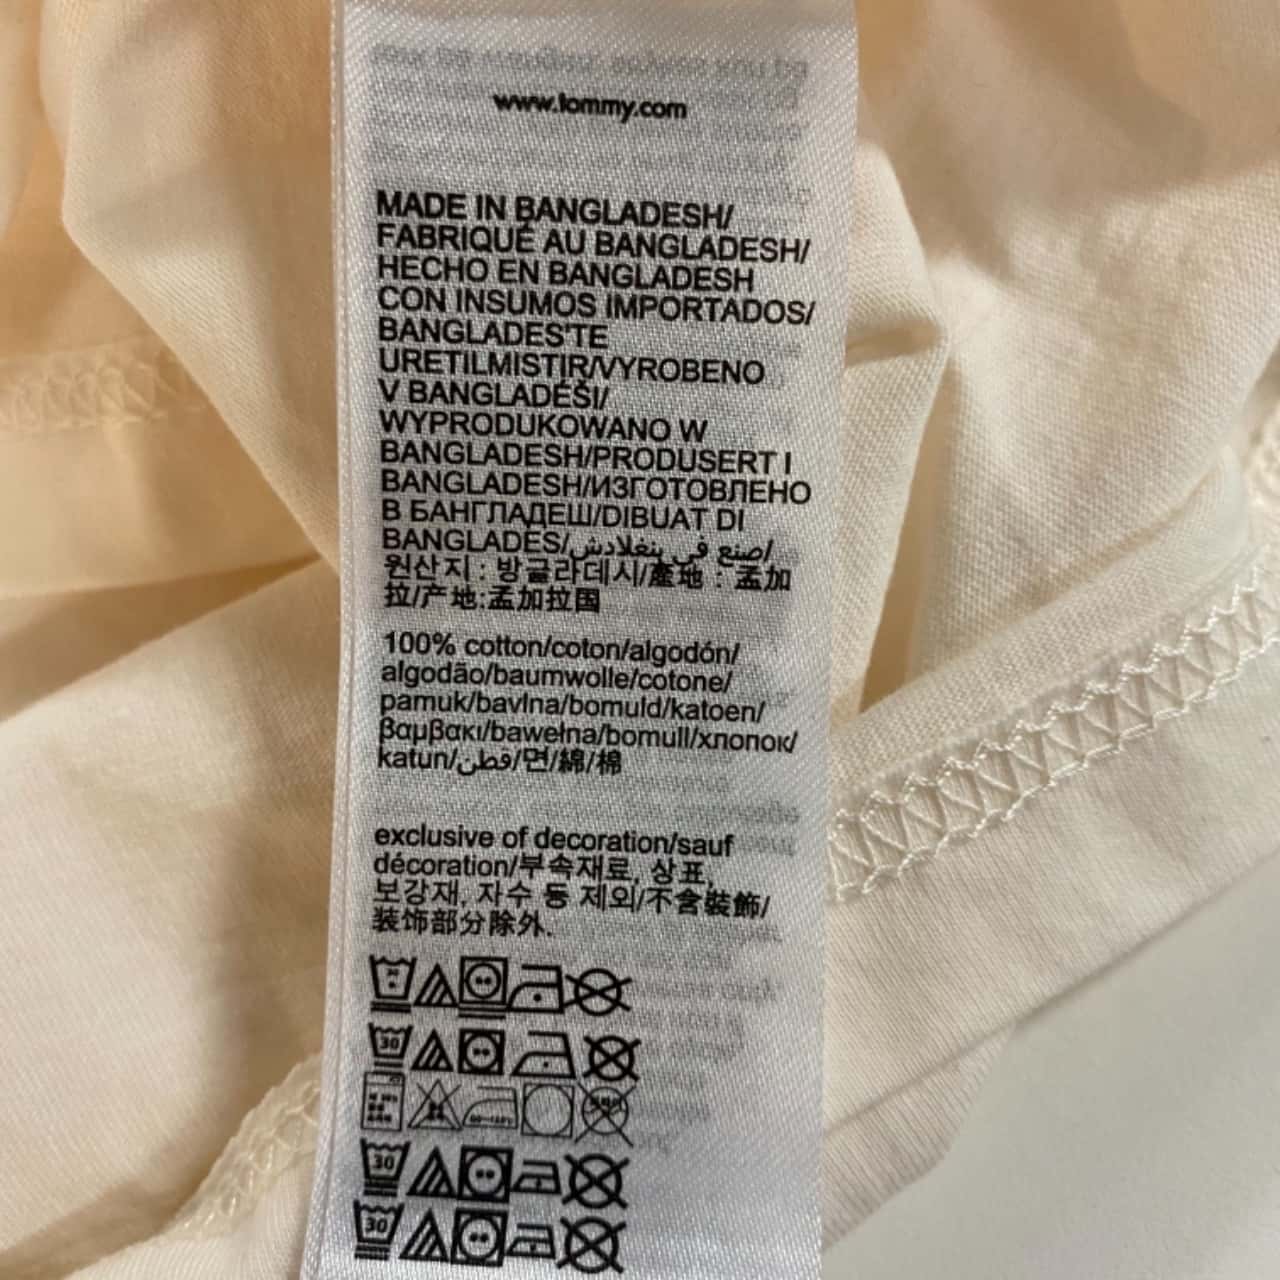 www.tommy.com
MADE IN BANGLADESH/
FABRIQUÉ AU BANGLADESH/
HECHO EN BANGLADESH
CON INSUMOS IMPORTADOS/
BANGLADES'TE
URETILMISTIR/VYROBENO
V BANGLADÉŠI/
WYPRODUKOWANO W
BANGLADESH/PRODUSERT I
BANGLADESH/ИЗГОТОВЛЕНО
В БАНГЛАДЕШ/DIBUAT DI
BANGLADES/صنع في بنغلادش/
원산지 : 방글라데시/產地 : 孟加
拉/产地:孟加拉国
100% cotton/coton/algodón/
algodão/baumwolle/cotone/
pamuk/bavlna/bomuld/katoen/
βαμβακι/bawełna/bomull/хлопок/
katun/قطن/면/綿/棉
exclusive of decoration/sauf
décoration/부속재료, 상표,
보강재, 자수 등 제외/不含裝飾/
装饰部分除外.
30
30
30